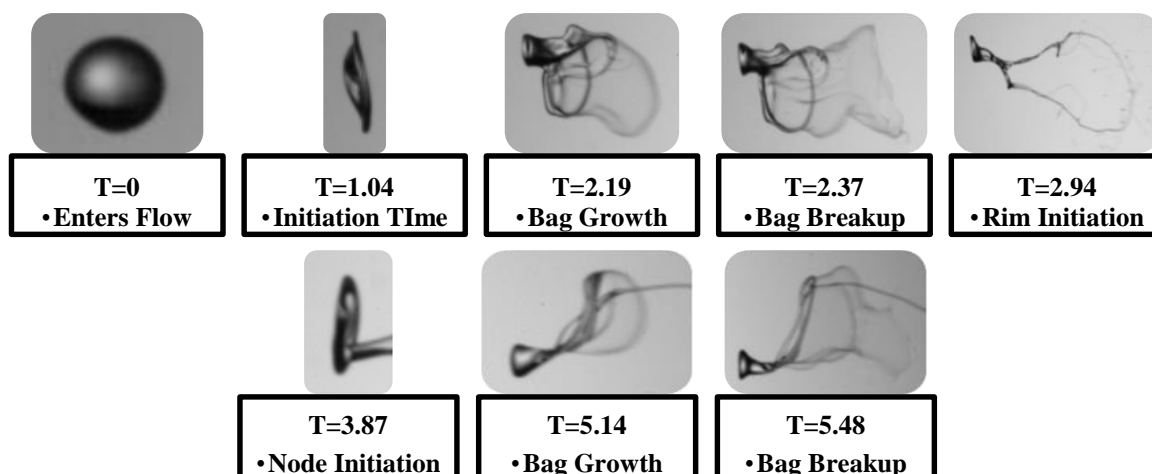 T=0
•Enters Flow
T=1.04
•Initiation TIme
T=2.19
•Bag Growth
T=2.37
•Bag Breakup
T=2.94
•Rim Initiation
T=3.87
•Node Initiation
T=5.14
•Bag Growth
T=5.48
•Bag Breakup